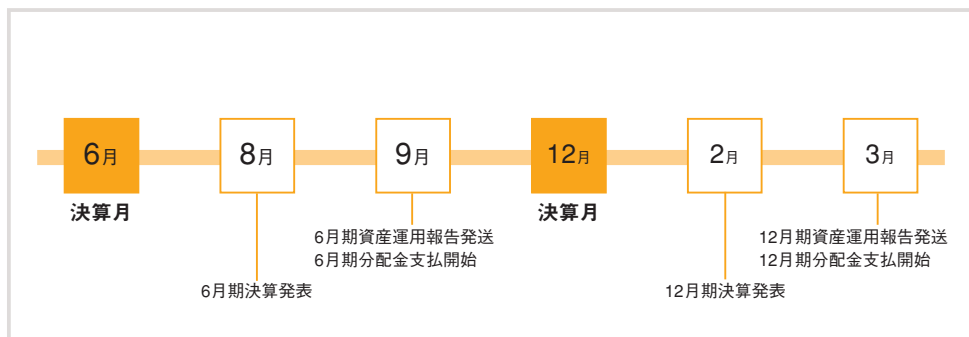 6月
8月
9月
12月
2月
3月
決算月
決算月
6月期資産運用報告発送
6月期分配金支払開始
12月期資産運用報告発送
12月期分配金支払開始
6月期決算発表
12月期決算発表